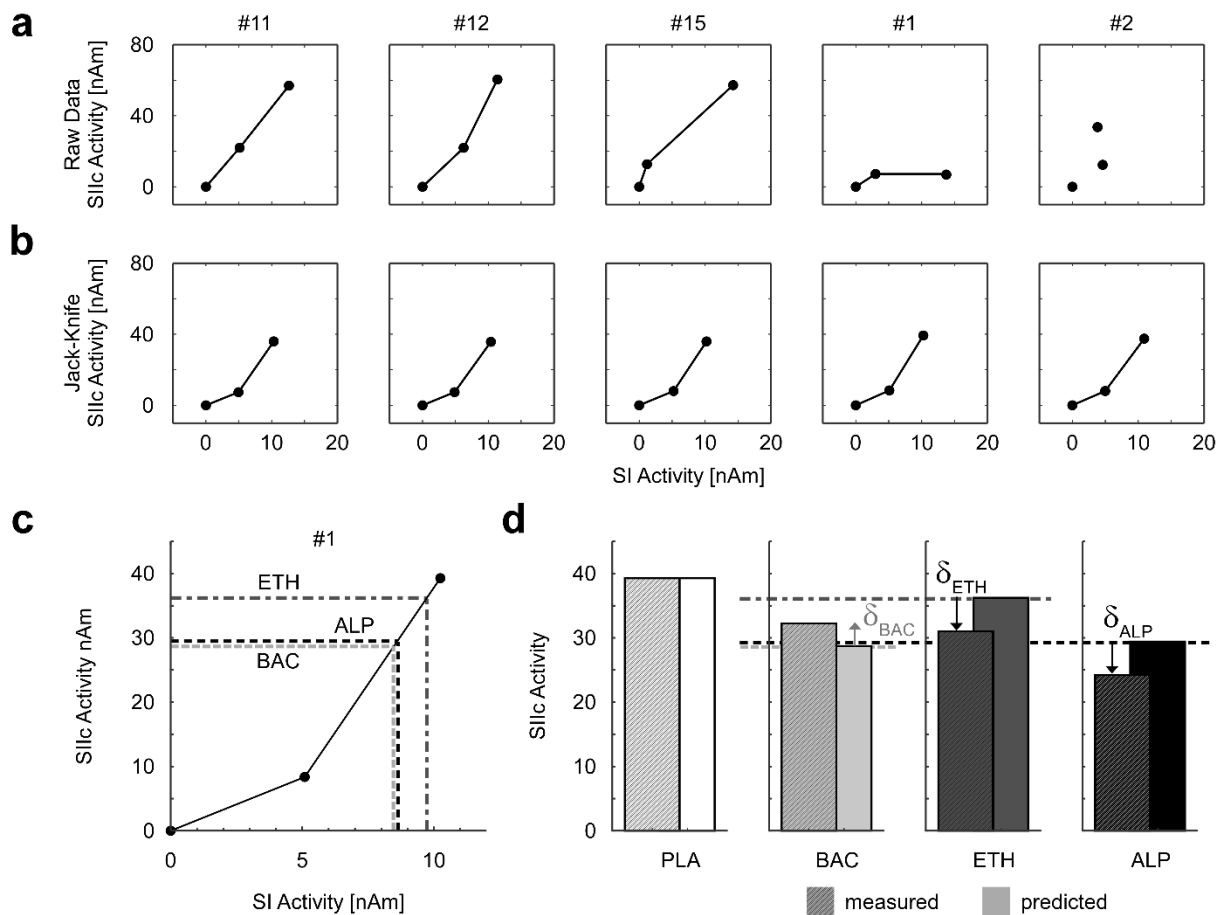 a
#11 #12 #15 #1 #2
Raw Data
SIIc Activity [nAm]
80
40
0
b
Jack-Knife
SIIc Activity [nAm]
80
40
0
0 10 20 0 10 20 0 10 20 0 10 20 0 10 20
SI Activity [nAm]
c
#1
SIIc Activity nAm
40
30
20
10
0
ETH
ALP
BAC
0 5 10
SI Activity [nAm]
d
SIIc Activity
40
30
20
10
0
δBAC
δETH
δALP
PLA BAC ETH ALP
measured predicted